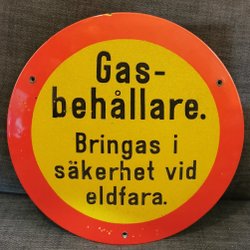 Gas-
behållare.
Bringas i
säkerhet vid
eldfara.